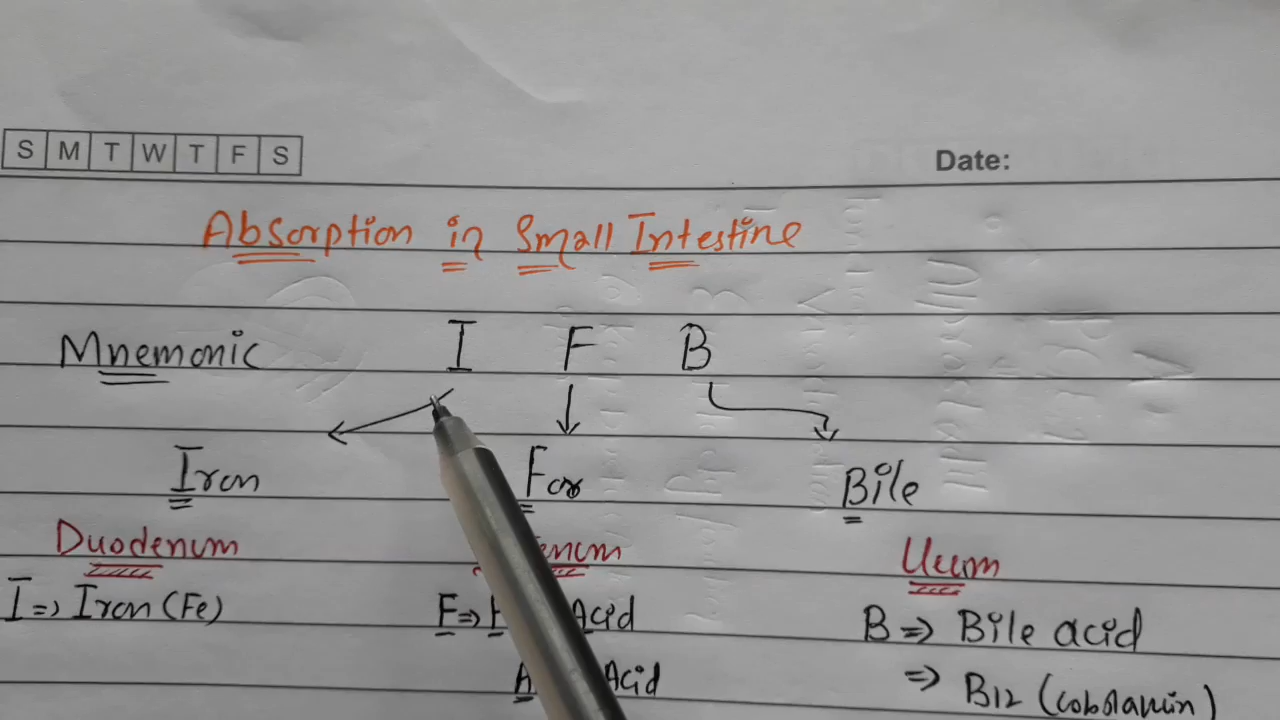 S M T W T F S
Date:
Absorption in Small Intestine
Mnemonic I F B
Iron For Bile
Duodenum Ileum
I => Iron (Fe) F => Acid B => Bile acid
Acid => B12 (cobalamin)